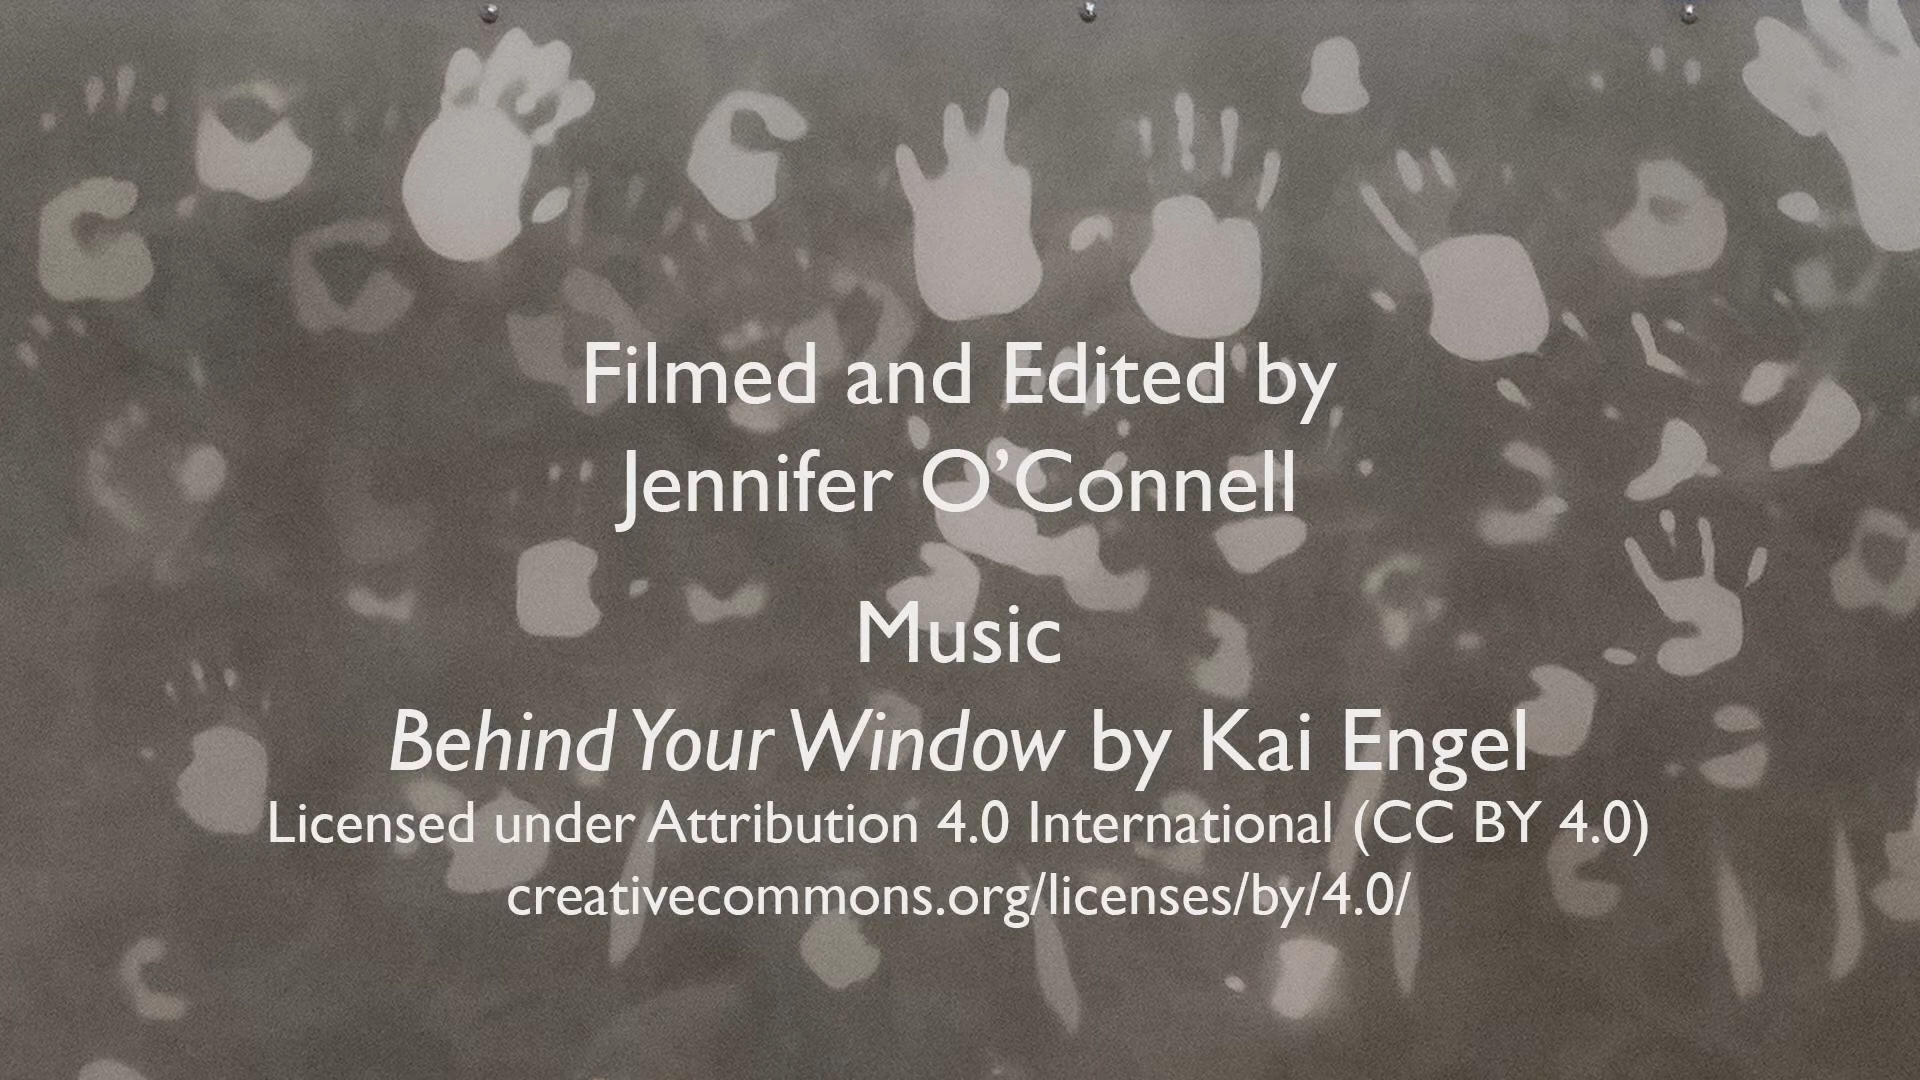 Filmed and Edited by
Jennifer O’Connell
Music
Behind Your Window by Kai Engel
Licensed under Attribution 4.0 International (CC BY 4.0)
creativecommons.org/licenses/by/4.0/